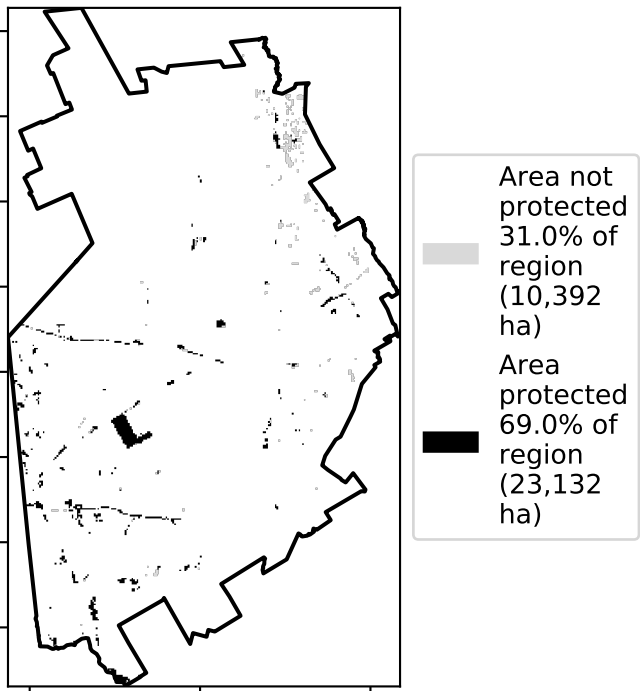 Area not
protected
31.0% of
region
(10,392
ha)
Area
protected
69.0% of
region
(23,132
ha)